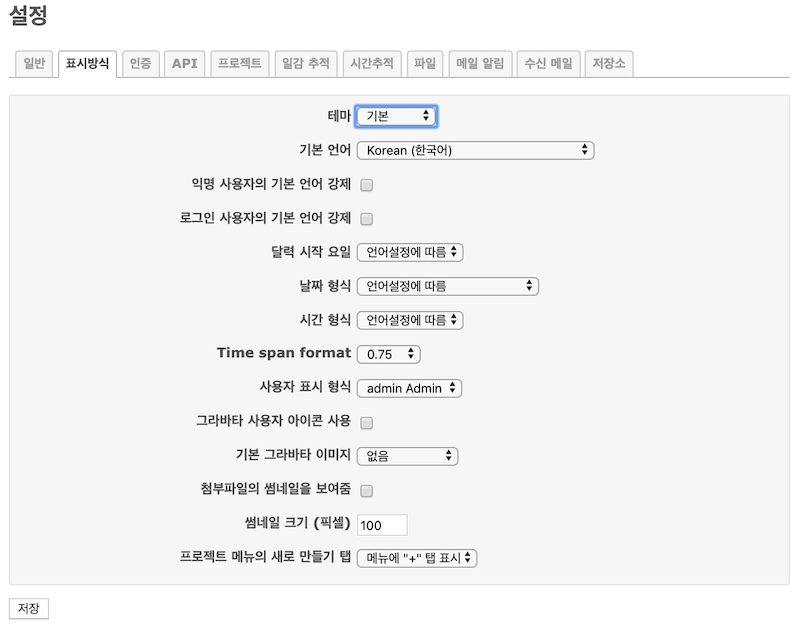 설정
일반 표시방식 인증 API 프로젝트 일감 추적 시간추적 파일 메일 알림 수신 메일 저장소
테마 기본
기본 언어 Korean (한국어)
익명 사용자의 기본 언어 강제
로그인 사용자의 기본 언어 강제
달력 시작 요일 언어설정에 따름
날짜 형식 언어설정에 따름
시간 형식 언어설정에 따름
Time span format 0.75
사용자 표시 형식 admin Admin
그라바타 사용자 아이콘 사용
기본 그라바타 이미지 없음
첨부파일의 썸네일을 보여줌
썸네일 크기 (픽셀) 100
프로젝트 메뉴의 새로 만들기 탭 메뉴에 "+" 탭 표시
저장